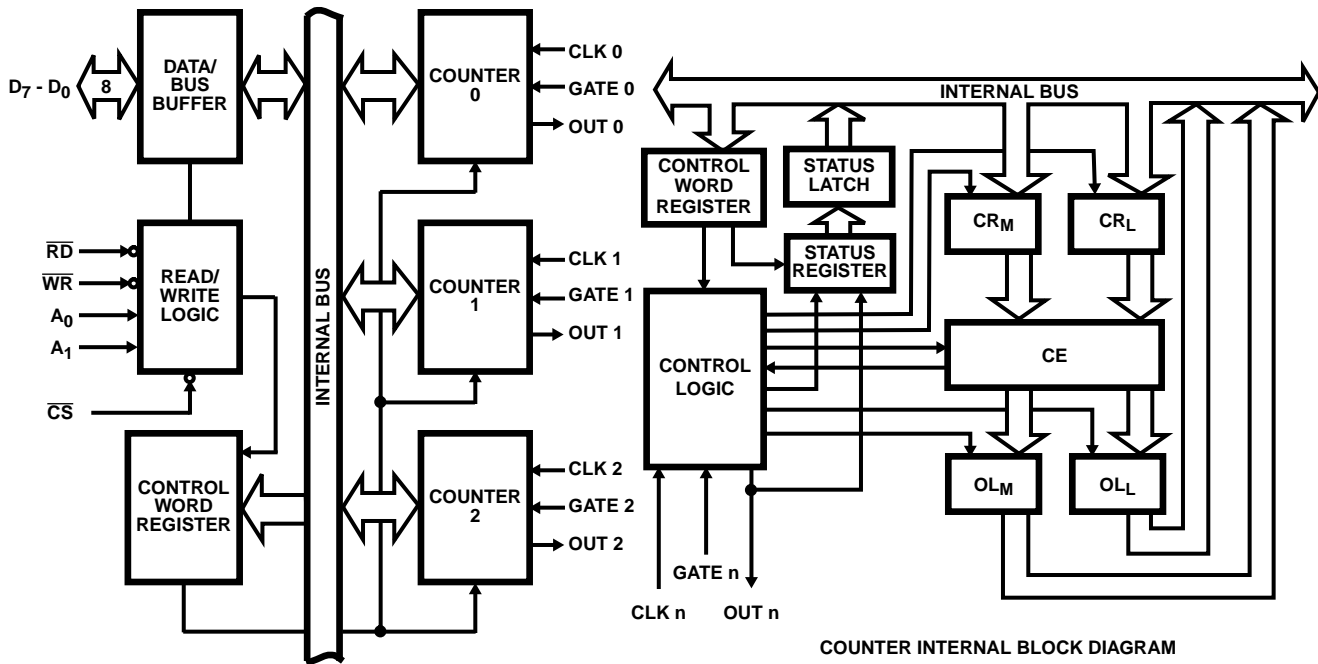 D7 - D0
8
DATA/
BUS
BUFFER
COUNTER
0
CLK 0
GATE 0
OUT 0
RD
WR
A0
A1
CS
READ/
WRITE
LOGIC
INTERNAL BUS
COUNTER
1
CLK 1
GATE 1
OUT 1
CONTROL
WORD
REGISTER
COUNTER
2
CLK 2
GATE 2
OUT 2
INTERNAL BUS
CONTROL
WORD
REGISTER
STATUS
LATCH
STATUS
REGISTER
CRM
CRL
CONTROL
LOGIC
CE
OLM
OLL
GATE n
CLK n
OUT n
COUNTER INTERNAL BLOCK DIAGRAM